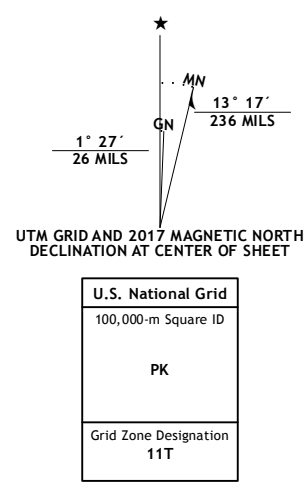 ★
MN
13° 17´
236 MILS
GN
1° 27´
26 MILS
UTM GRID AND 2017 MAGNETIC NORTH
DECLINATION AT CENTER OF SHEET
U.S. National Grid
100,000-m Square ID
PK
Grid Zone Designation
11T